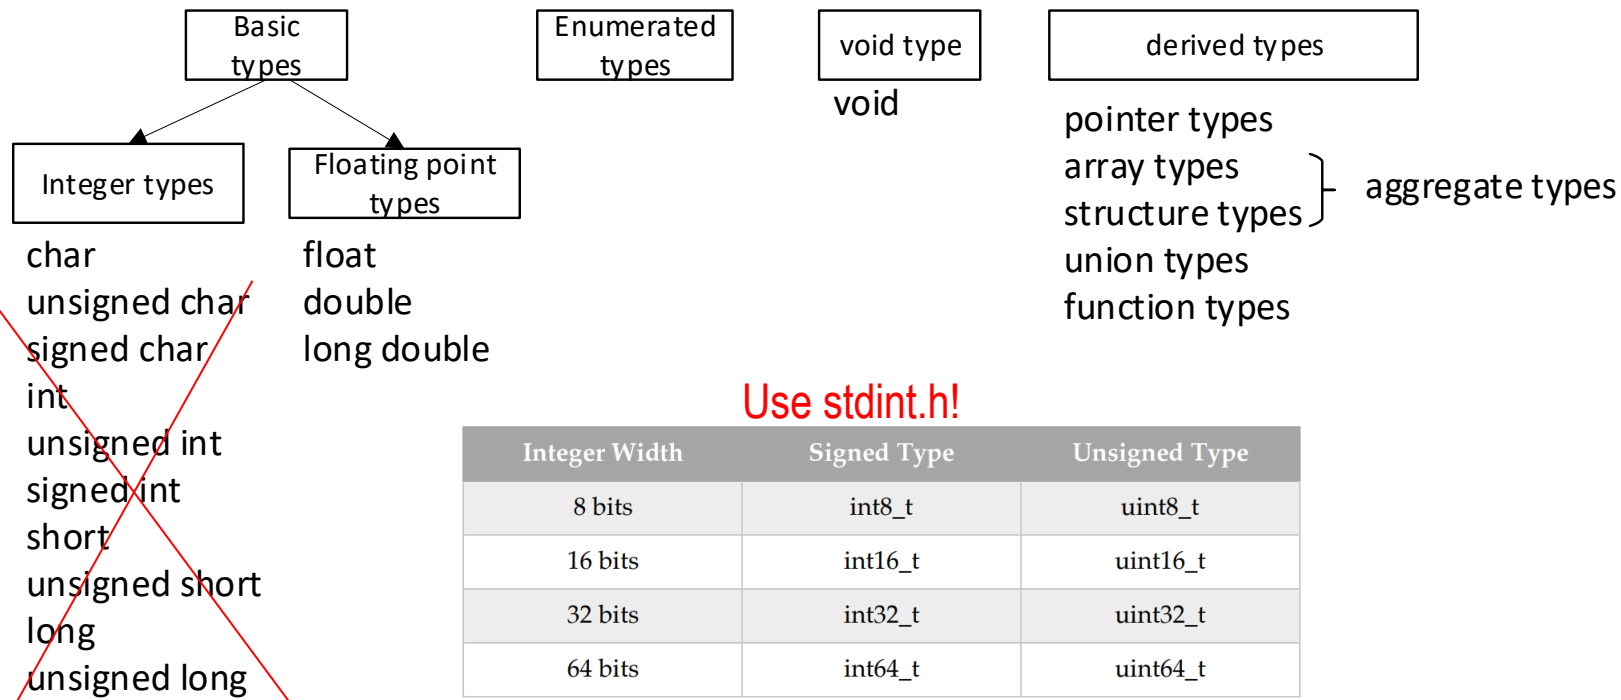 Basic
types
Enumerated
types
void type
derived types
void
Integer types
Floating point
types
char
unsigned char
signed char
int
unsigned int
signed int
short
unsigned short
long
unsigned long
float
double
long double
pointer types
array types
structure types
aggregate types
union types
function types
Use stdint.h!
Integer Width Signed Type Unsigned Type
8 bits int8_t uint8_t
16 bits int16_t uint16_t
32 bits int32_t uint32_t
64 bits int64_t uint64_t